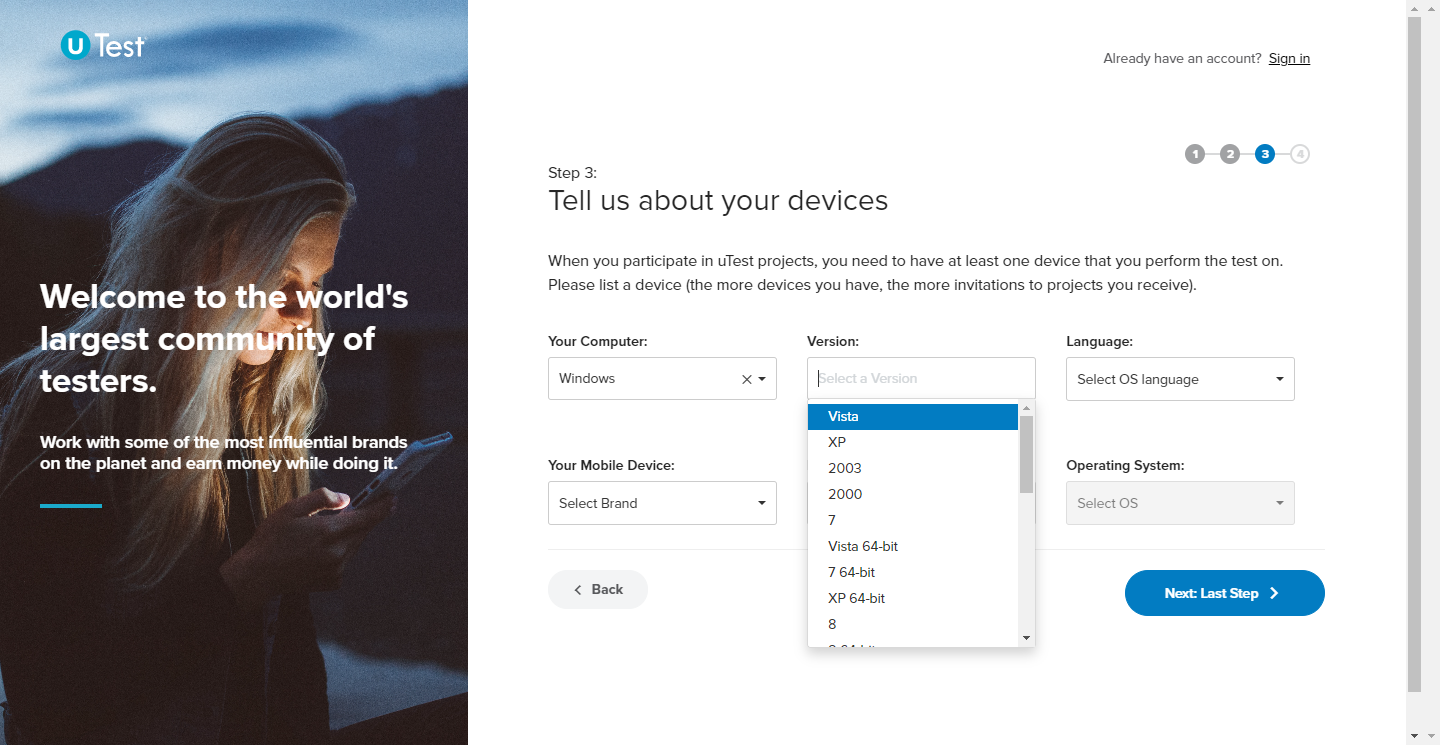 uTest
Already have an account? Sign in
1 2 3 4
Step 3:
Tell us about your devices
When you participate in uTest projects, you need to have at least one device that you perform the test on.
Please list a device (the more devices you have, the more invitations to projects you receive).
Welcome to the world's
largest community of
testers.
Work with some of the most influential brands
on the planet and earn money while doing it.
Your Computer:
Windows
Version:
Select a Version
Vista
XP
2003
2000
7
Vista 64-bit
7 64-bit
XP 64-bit
8
Language:
Select OS language
Your Mobile Device:
Select Brand
Operating System:
Select OS
Back
Next: Last Step